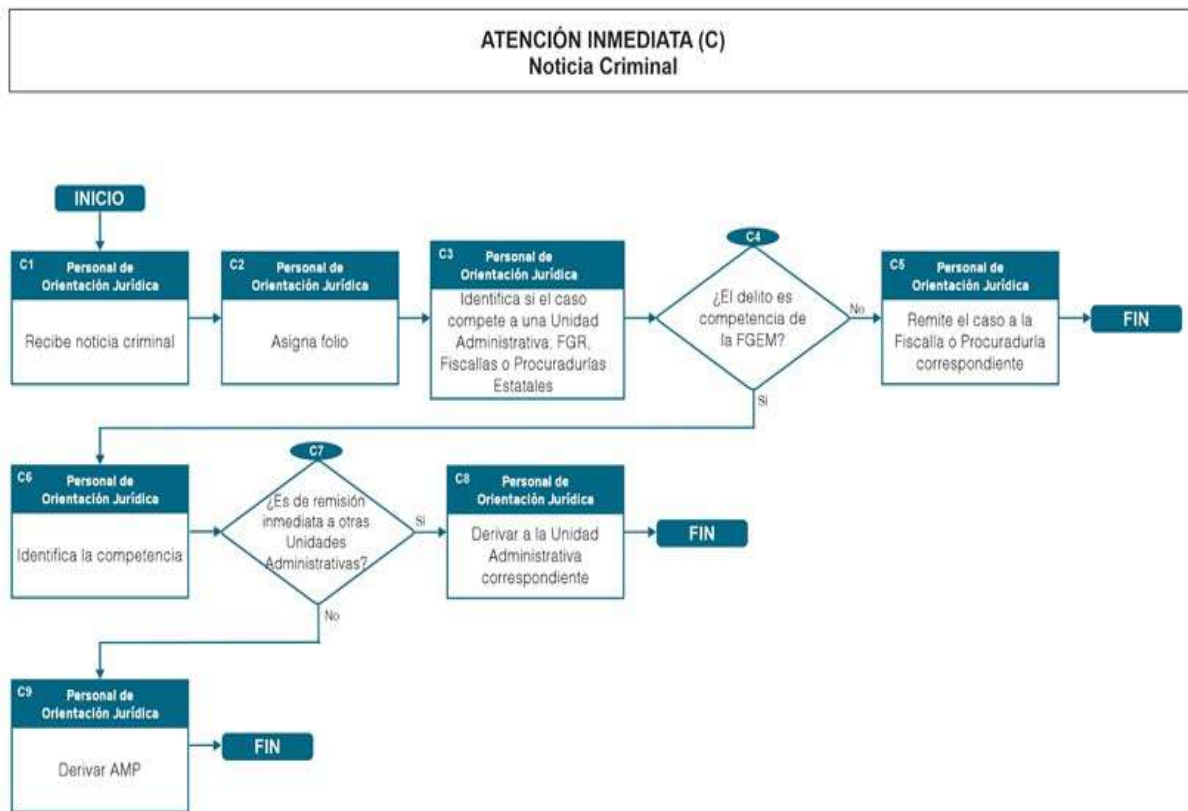 ATENCIÓN INMEDIATA (C)
Noticia Criminal
INICIO
C1
Personal de
Orientación Jurídica
Recibe noticia criminal
C2
Personal de
Orientación Jurídica
Asigna folio
C3
Personal de
Orientación Jurídica
Identifica si el caso
compete a una Unidad
Administrativa, FGR,
Fiscalías o Procuradurías
Estatales
C4
¿El delito es
competencia de
la FGEM?
No
Si
C5
Personal de
Orientación Jurídica
Remite el caso a la
Fiscalía o Procuraduría
correspondiente
FIN
C6
Personal de
Orientación Jurídica
Identifica la competencia
C7
¿Es de remisión
inmediata a otras
Unidades
Administrativas?
Si
No
C8
Personal de
Orientación Jurídica
Derivar a la Unidad
Administrativa
correspondiente
FIN
C9
Personal de
Orientación Jurídica
Derivar AMP
FIN